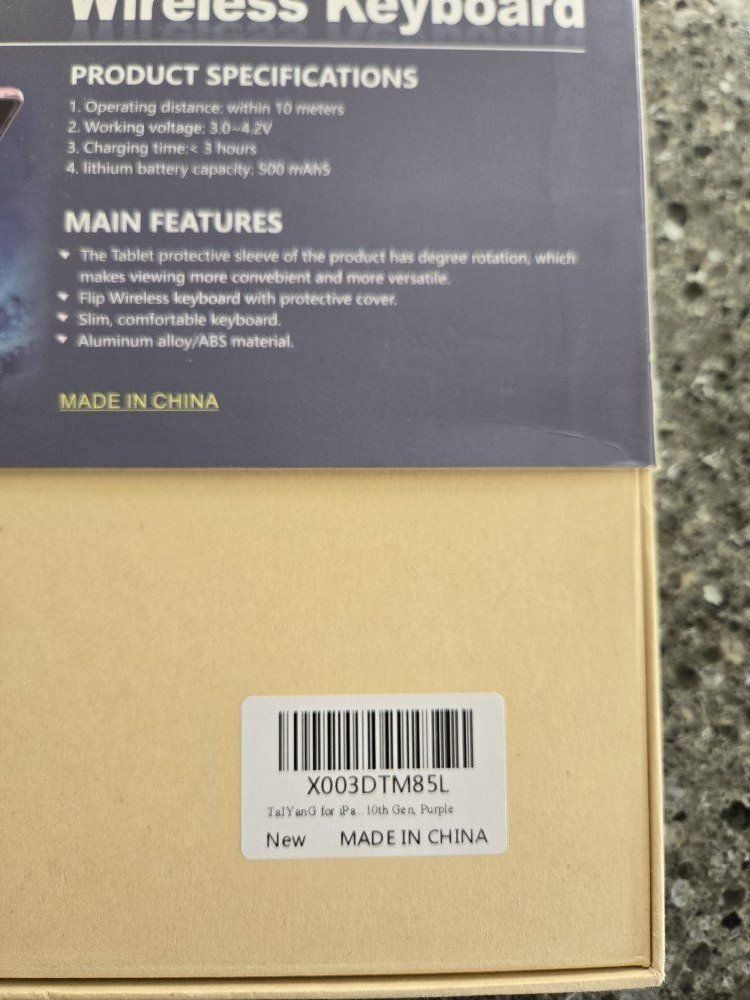 Wireless Keyboard
PRODUCT SPECIFICATIONS
1. Operating distance: within 10 meters
2. Working voltage: 3.0~4.2V
3. Charging time:< 3 hours
4. lithium battery capacity: 500 mAhS
MAIN FEATURES
The Tablet protective sleeve of the product has degree rotation, which
makes viewing more convebient and more versatile.
Flip Wireless keyboard with protective cover.
Slim, comfortable keyboard.
Aluminum alloy/ABS material.
MADE IN CHINA
X003DTM85L
TaIYanG for iPa...10th Gen, Purple
New MADE IN CHINA